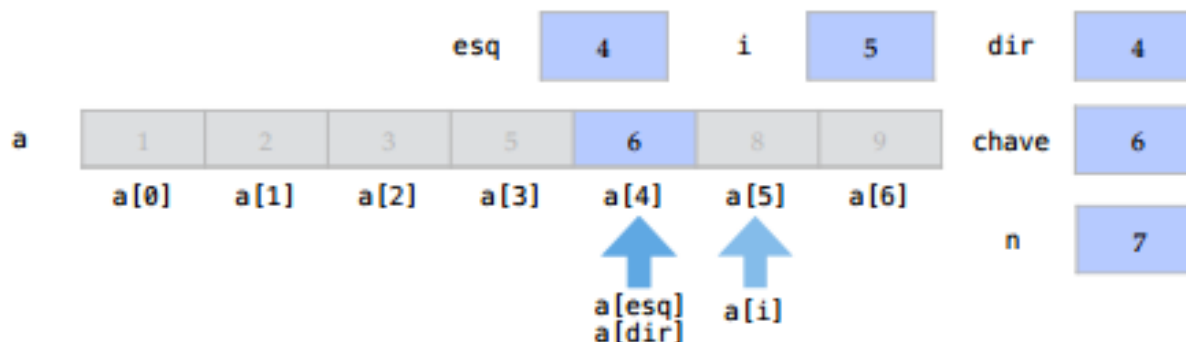 esq 4 i 5 dir 4
a 1 2 3 5 6 8 9 chave 6
a[0] a[1] a[2] a[3] a[4] a[5] a[6]
n 7
a[esq] a[i]
a[dir]